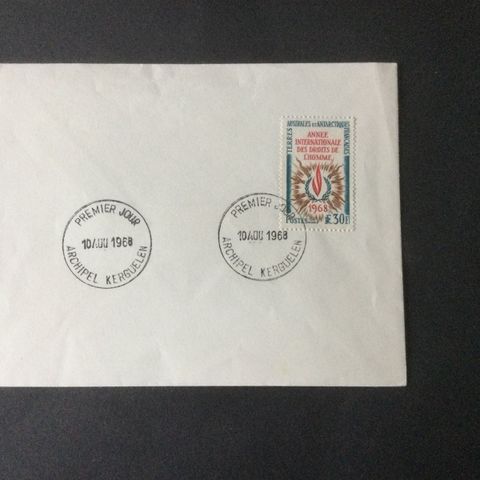 TERRES AUSTRALES ET ANTARCTIQUES FRANÇAISES
ANNEE
INTERNATIONALE
DES DROITS DE
L'HOMME
1968
POSTES
30F
PREMIER JOUR
10 AOU 1968
ARCHIPEL KERGUELEN
PREMIER JOUR
10 AOU 1968
ARCHIPEL KERGUELEN